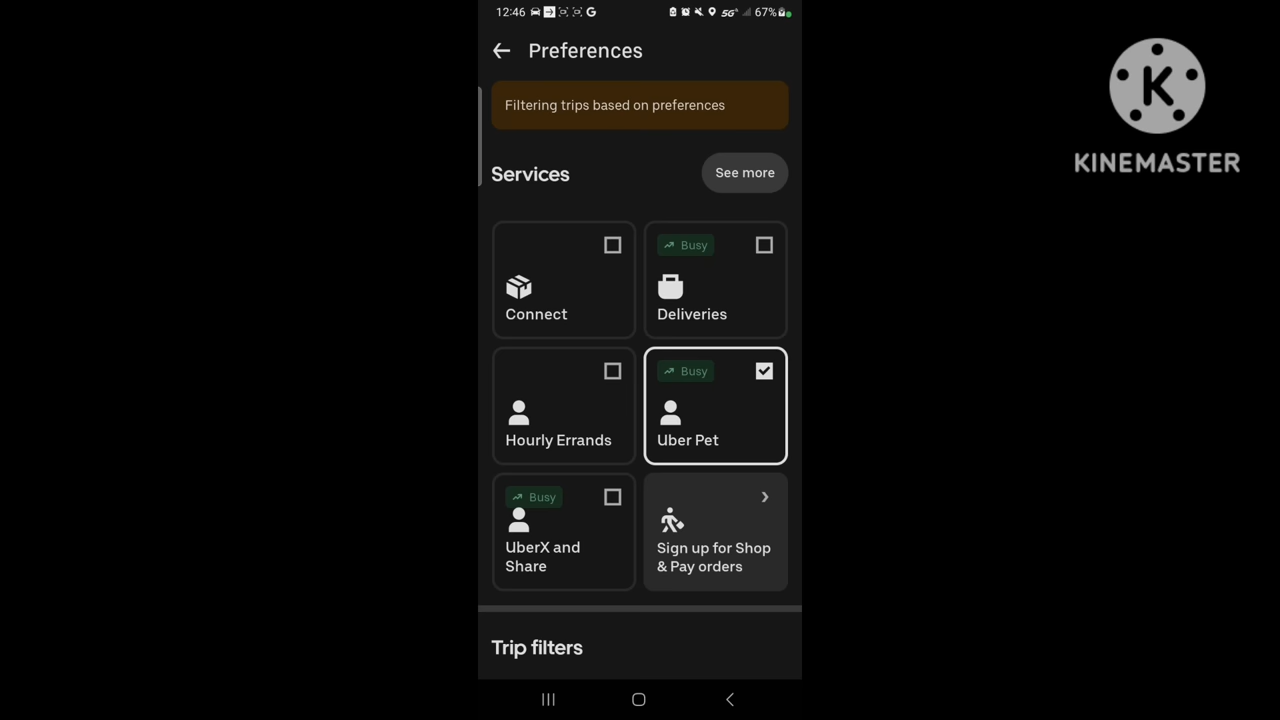 12:46 G 5G 67%
Preferences
Filtering trips based on preferences
Services
See more
Connect
Busy
Deliveries
Hourly Errands
Busy
Uber Pet
Busy
UberX and
Share
Sign up for Shop
& Pay orders
Trip filters
K
KINEMASTER